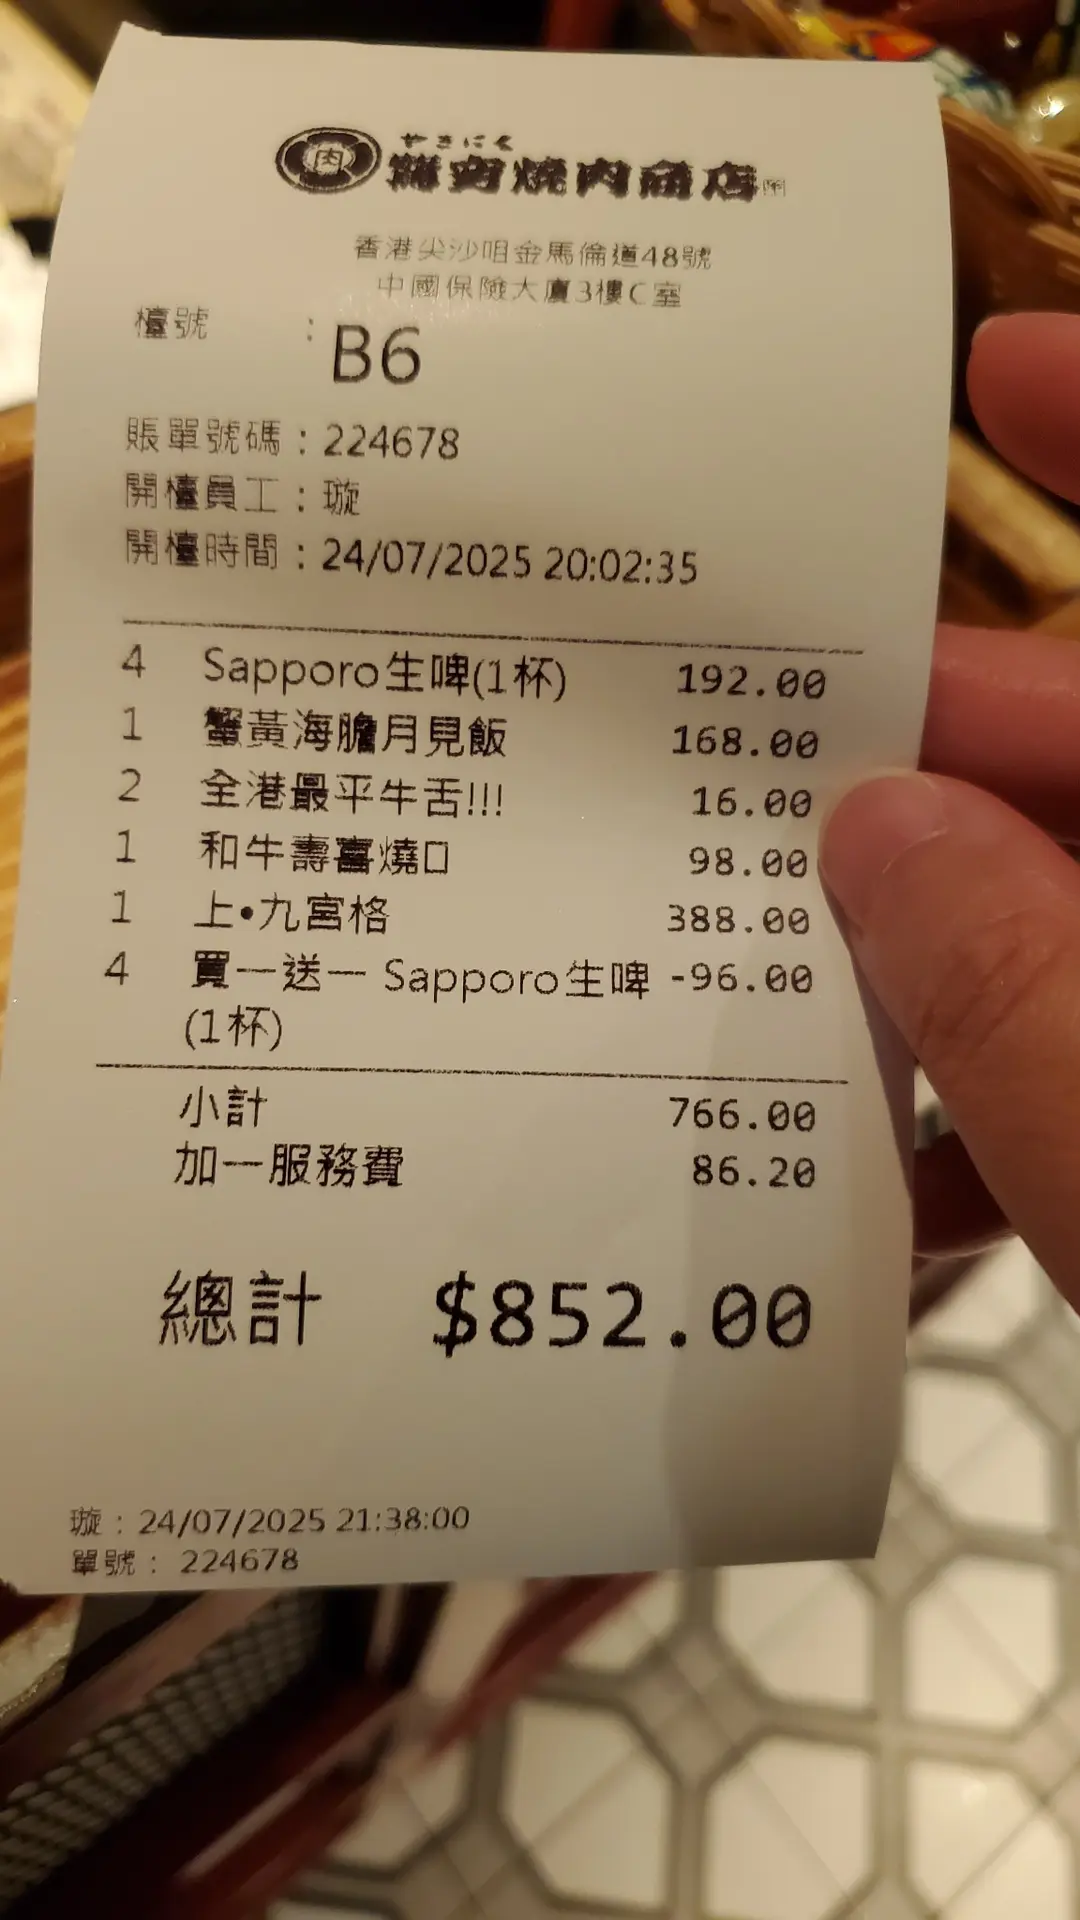 肉
やきにく
燒肉商店
香港尖沙咀金馬倫道48號
中國保險大廈3樓C室
檯號 : B6
賬單號碼 : 224678
開檯員工 : 璇
開檯時間 : 24/07/2025 20:02:35
4 Sapporo生啤(1杯) 192.00
1 蟹黃海膽月見飯 168.00
2 全港最平牛舌!!! 16.00
1 和牛壽喜燒□ 98.00
1 上•九宮格 388.00
4 買一送一 Sapporo生啤 -96.00
(1杯)
小計 766.00
加一服務費 86.20
總計 $852.00
璇 : 24/07/2025 21:38:00
單號 : 224678